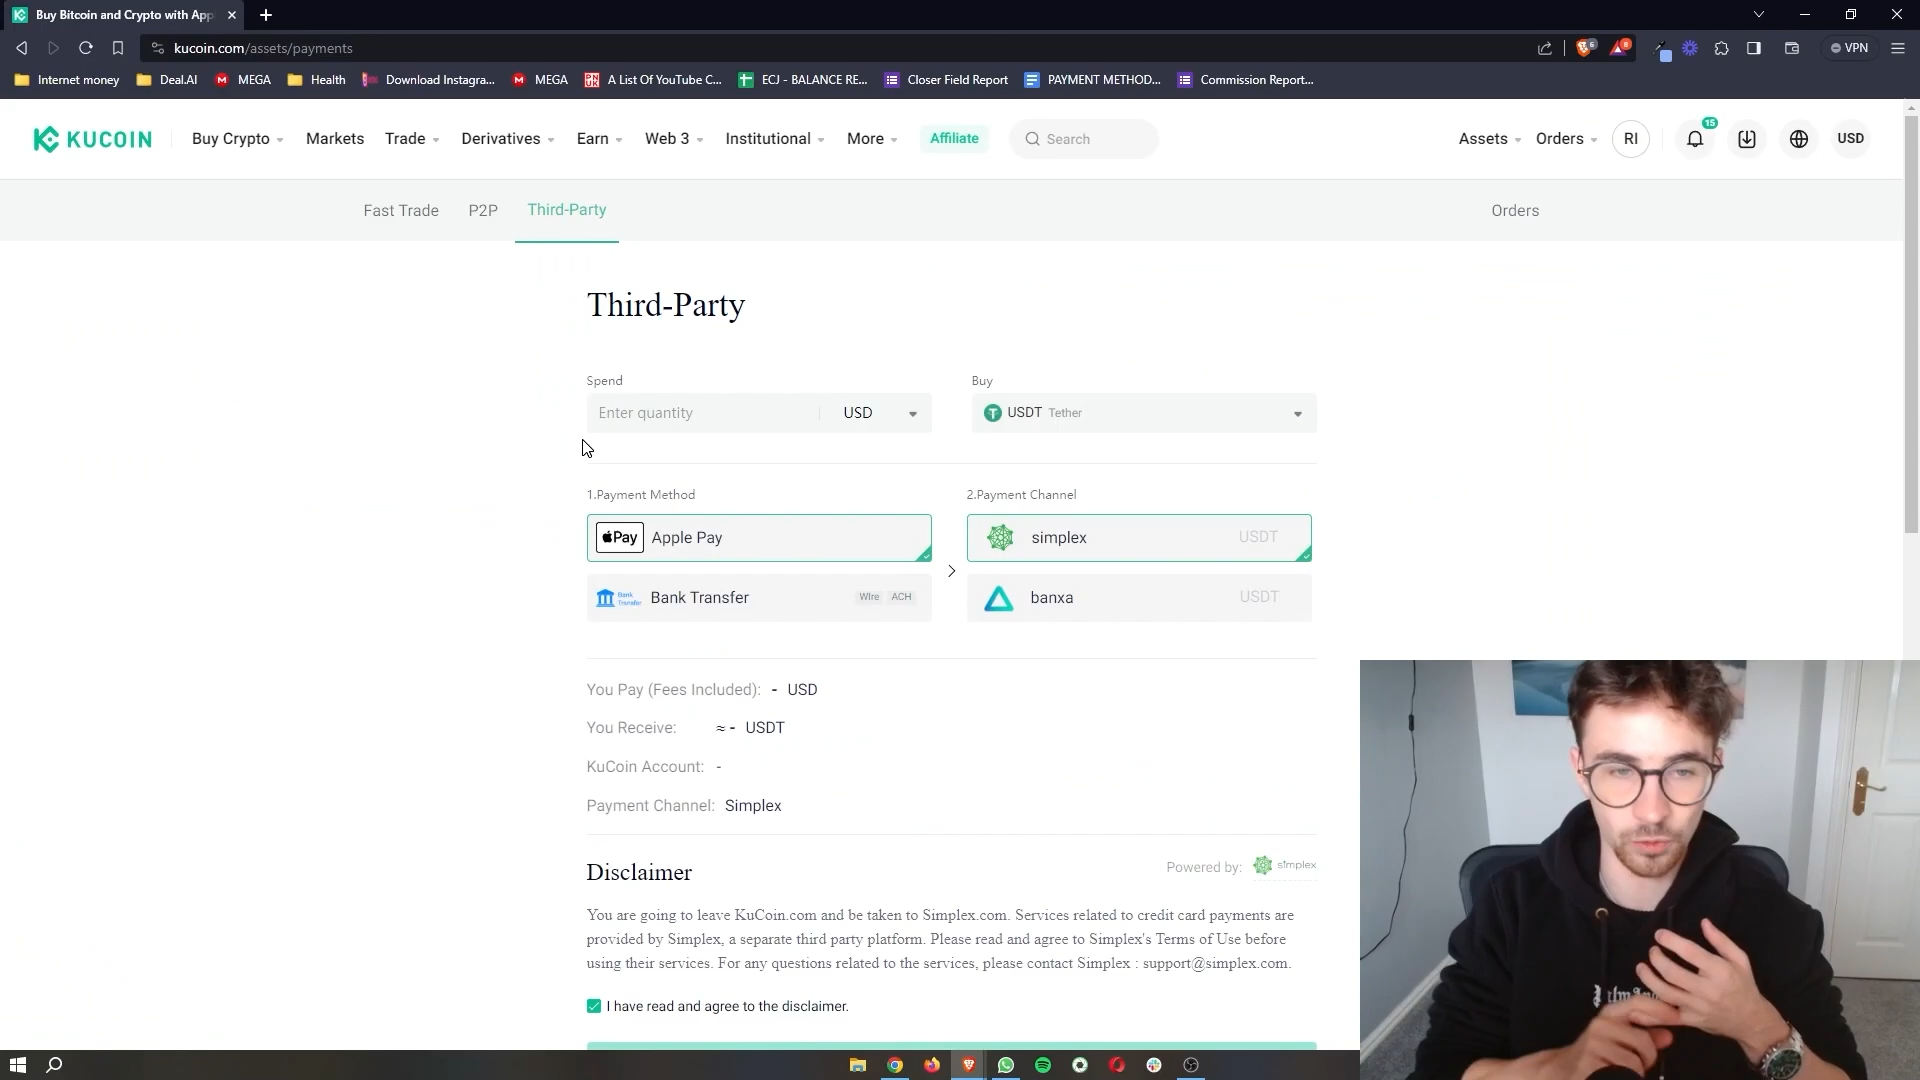 Buy Bitcoin and Crypto with App
kucoin.com/assets/payments
VPN
Internet money
Deal.AI
MEGA
Health
Download Instagra...
MEGA
A List Of YouTube C...
ECJ - BALANCE RE...
Closer Field Report
PAYMENT METHOD...
Commission Report...
KUCOIN
Buy Crypto
Markets
Trade
Derivatives
Earn
Web 3
Institutional
More
Affiliate
Search
Assets
Orders
RI
15
USD
Fast Trade
P2P
Third-Party
Orders
Third-Party
Spend
Buy
Enter quantity
USD
USDT Tether
1.Payment Method
2.Payment Channel
Pay Apple Pay
simplex USDT
Bank Transfer Bank Transfer WIre ACH
banxa USDT
You Pay (Fees Included): - USD
You Receive: ≈ - USDT
KuCoin Account: -
Payment Channel: Simplex
Disclaimer
Powered by: simplex
You are going to leave KuCoin.com and be taken to Simplex.com. Services related to credit card payments are
provided by Simplex, a separate third party platform. Please read and agree to Simplex's Terms of Use before
using their services. For any questions related to the services, please contact Simplex : support@simplex.com.
I have read and agree to the disclaimer.